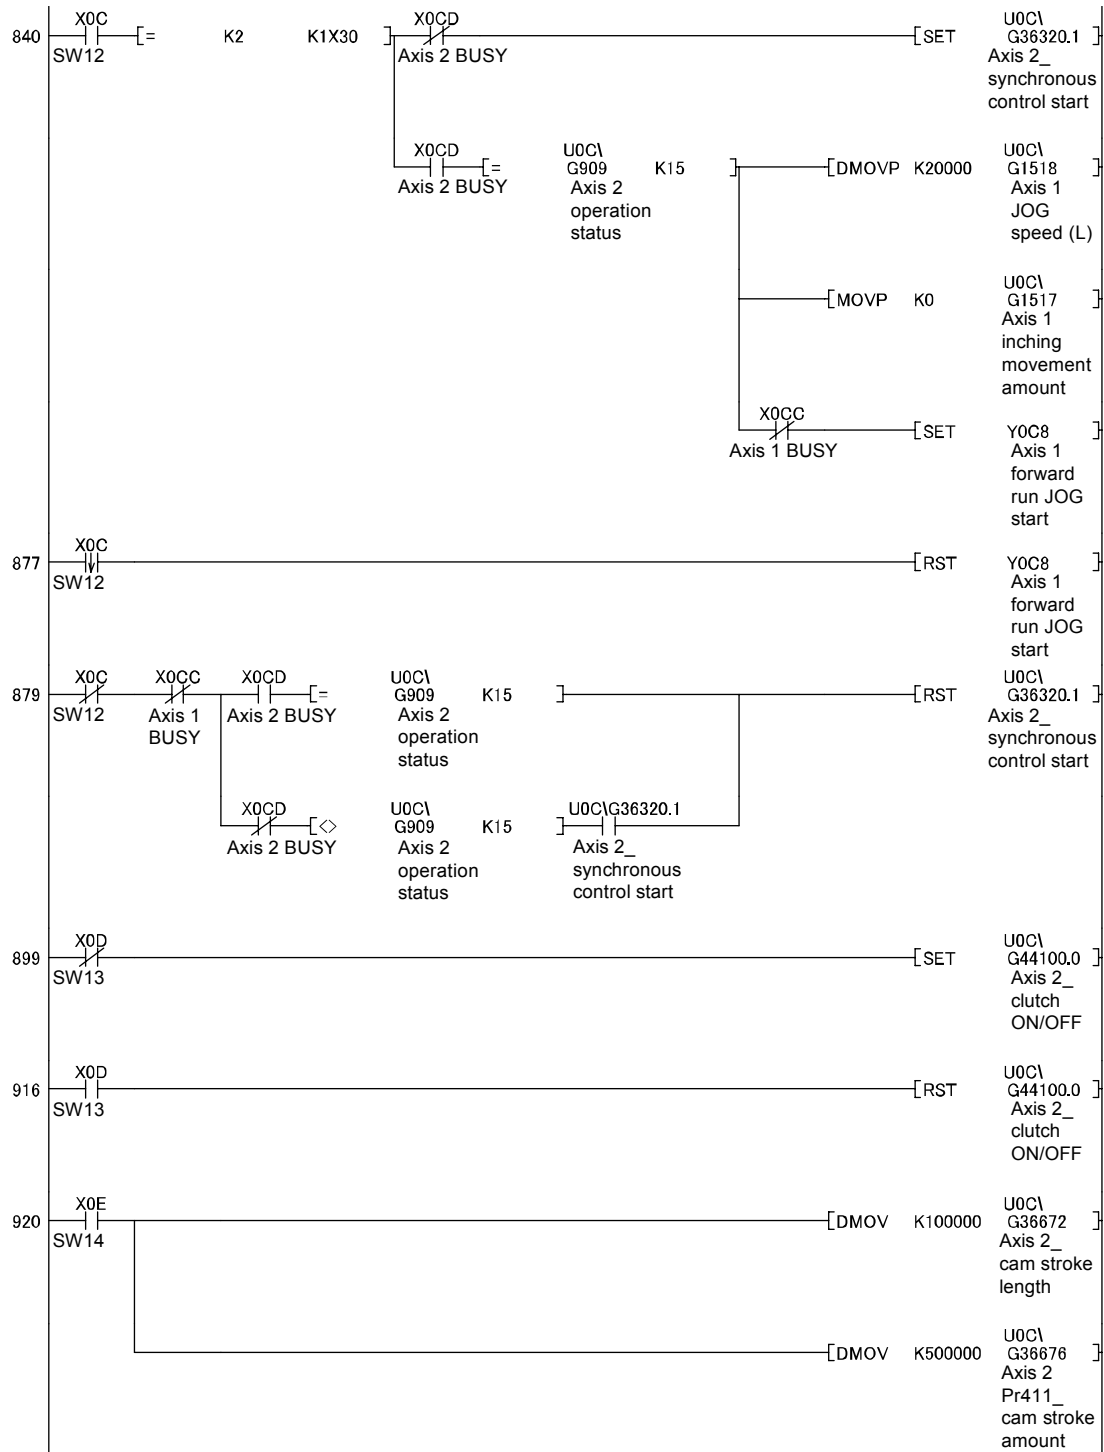 X0C X0CD U0C\
840 [= K2 K1X30 ] [SET G36320.1 ]
SW12 Axis 2 BUSY Axis 2_
synchronous
control start
X0CD U0C\ U0C\
[= G909 K15 ] [DMOVP K20000 G1518 ]
Axis 2 BUSY Axis 2 Axis 1
operation JOG
status speed (L)
U0C\
[MOVP K0 G1517 ]
Axis 1
inching
movement
amount
X0CC
[SET Y0C8 ]
Axis 1 BUSY Axis 1
forward
run JOG
start
X0C
877 [RST Y0C8 ]
SW12 Axis 1
forward
run JOG
start
X0C X0CC X0CD U0C\ U0C\
879 [= G909 K15 ] [RST G36320.1 ]
SW12 Axis 1 Axis 2 BUSY Axis 2 Axis 2_
BUSY operation synchronous
status control start
X0CD U0C\ U0C\G36320.1
[<> G909 K15 ]
Axis 2 BUSY Axis 2 Axis 2_
operation synchronous
status control start
X0D U0C\
899 [SET G44100.0 ]
SW13 Axis 2_
clutch
ON/OFF
X0D U0C\
916 [RST G44100.0 ]
SW13 Axis 2_
clutch
ON/OFF
X0E U0C\
920 [DMOV K100000 G36672 ]
SW14 Axis 2_
cam stroke
length
U0C\
[DMOV K500000 G36676 ]
Axis 2
Pr411_
cam stroke
amount